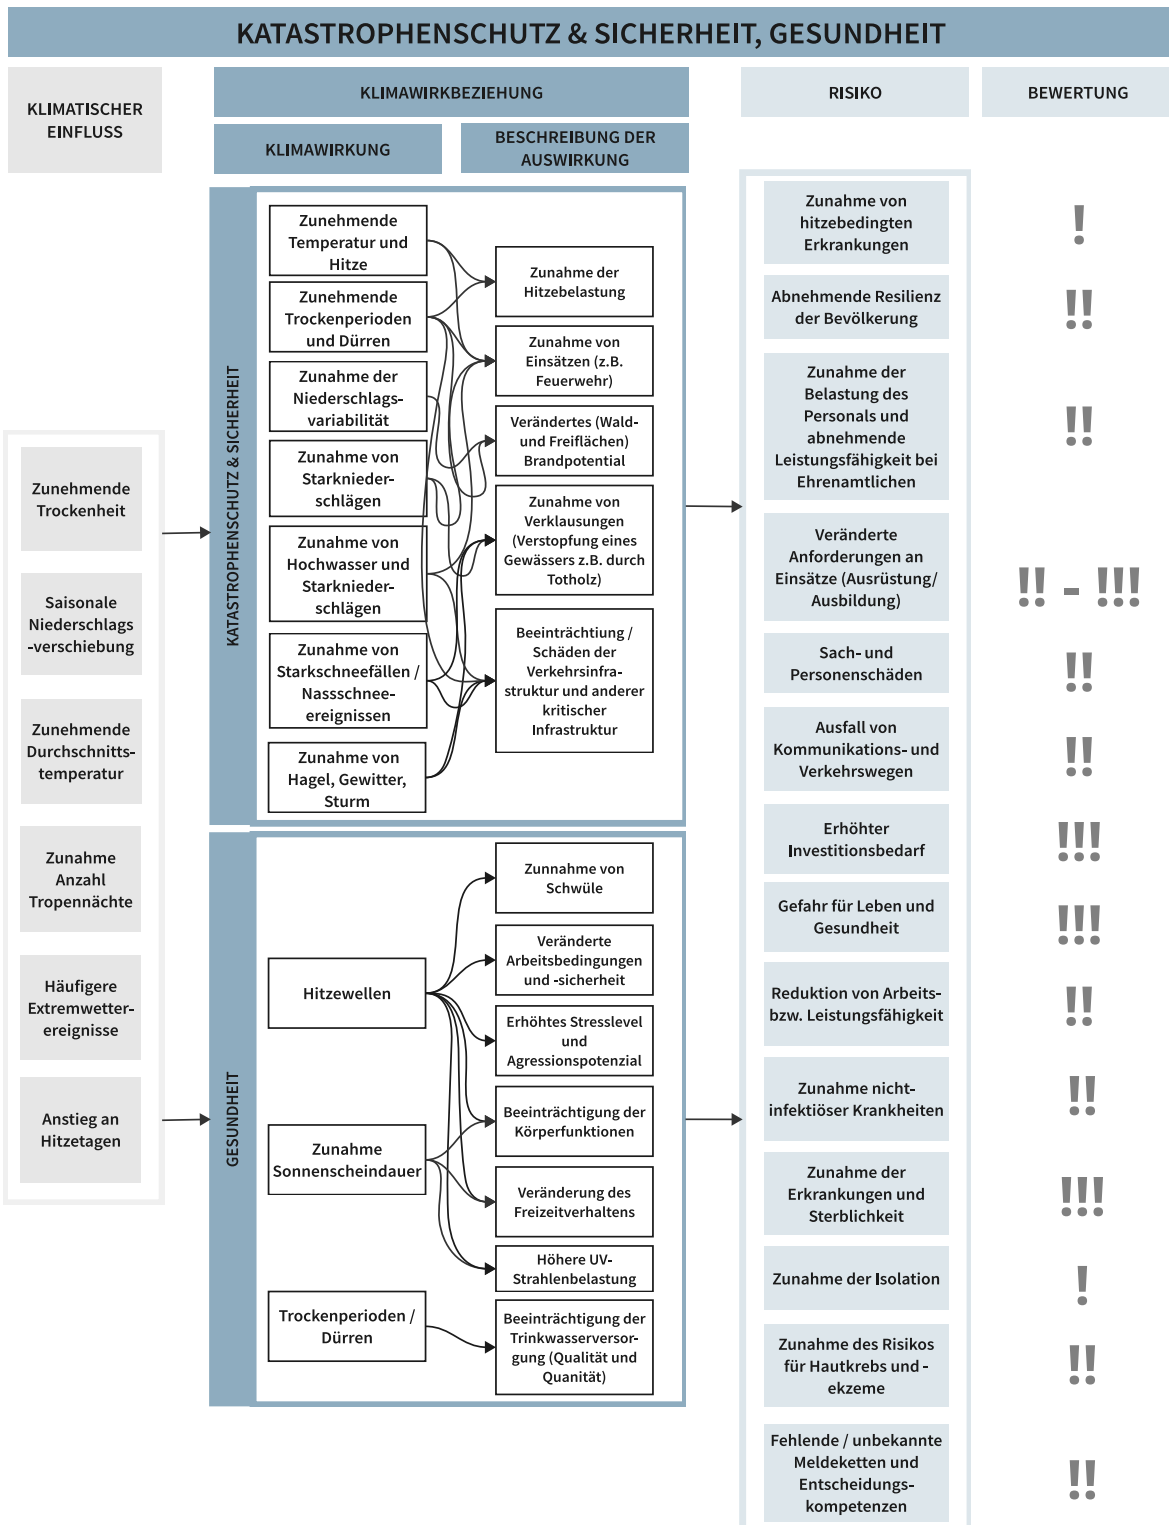 KATASTROPHENSCHUTZ & SICHERHEIT, GESUNDHEIT
KLIMATISCHER
EINFLUSS
KLIMAWIRKBEZIEHUNG
RISIKO
BEWERTUNG
KLIMAWIRKUNG
BESCHREIBUNG DER
AUSWIRKUNG
Zunehmende
Trockenheit
Saisonale
Niederschlags
-verschiebung
Zunehmende
Durchschnitts-
temperatur
Zunahme
Anzahl
Tropennächte
Häufigere
Extremwetter-
ereignisse
Anstieg an
Hitzetagen
KATASTROPHENSCHUTZ & SICHERHEIT
Zunehmende
Temperatur und
Hitze
Zunehmende
Trockenperioden
und Dürren
Zunahme der
Niederschlags-
variabilität
Zunahme von
Starknieder-
schlägen
Zunahme von
Hochwasser und
Starknieder-
schlägen
Zunahme von
Starkschneefällen /
Nassschnee-
ereignissen
Zunahme von
Hagel, Gewitter,
Sturm
Zunahme der
Hitzebelastung
Zunahme von
Einsätzen (z.B.
Feuerwehr)
Verändertes (Wald-
und Freiflächen)
Brandpotential
Zunahme von
Verklausungen
(Verstopfung eines
Gewässers z.B. durch
Totholz)
Beeinträchtiung /
Schäden der
Verkehrsinfra-
struktur und anderer
kritischer
Infrastruktur
GESUNDHEIT
Hitzewellen
Zunahme
Sonnenscheindauer
Trockenperioden /
Dürren
Zunnahme von
Schwüle
Veränderte
Arbeitsbedingungen
und -sicherheit
Erhöhtes Stresslevel
und
Agressionspotenzial
Beeinträchtigung der
Körperfunktionen
Veränderung des
Freizeitverhaltens
Höhere UV-
Strahlenbelastung
Beeinträchtigung der
Trinkwasserversor-
gung (Qualität und
Quanität)
Zunahme von
hitzebedingten
Erkrankungen
!
Abnehmende Resilienz
der Bevölkerung
!!
Zunahme der
Belastung des
Personals und
abnehmende
Leistungsfähigkeit bei
Ehrenamtlichen
!!
Veränderte
Anforderungen an
Einsätze (Ausrüstung/
Ausbildung)
!! - !!!
Sach- und
Personenschäden
!!
Ausfall von
Kommunikations- und
Verkehrswegen
!!
Erhöhter
Investitionsbedarf
!!!
Gefahr für Leben und
Gesundheit
!!!
Reduktion von Arbeits-
bzw. Leistungsfähigkeit
!!
Zunahme nicht-
infektiöser Krankheiten
!!
Zunahme der
Erkrankungen und
Sterblichkeit
!!!
Zunahme der Isolation
!
Zunahme des Risikos
für Hautkrebs und -
ekzeme
!!
Fehlende / unbekannte
Meldeketten und
Entscheidungs-
kompetenzen
!!